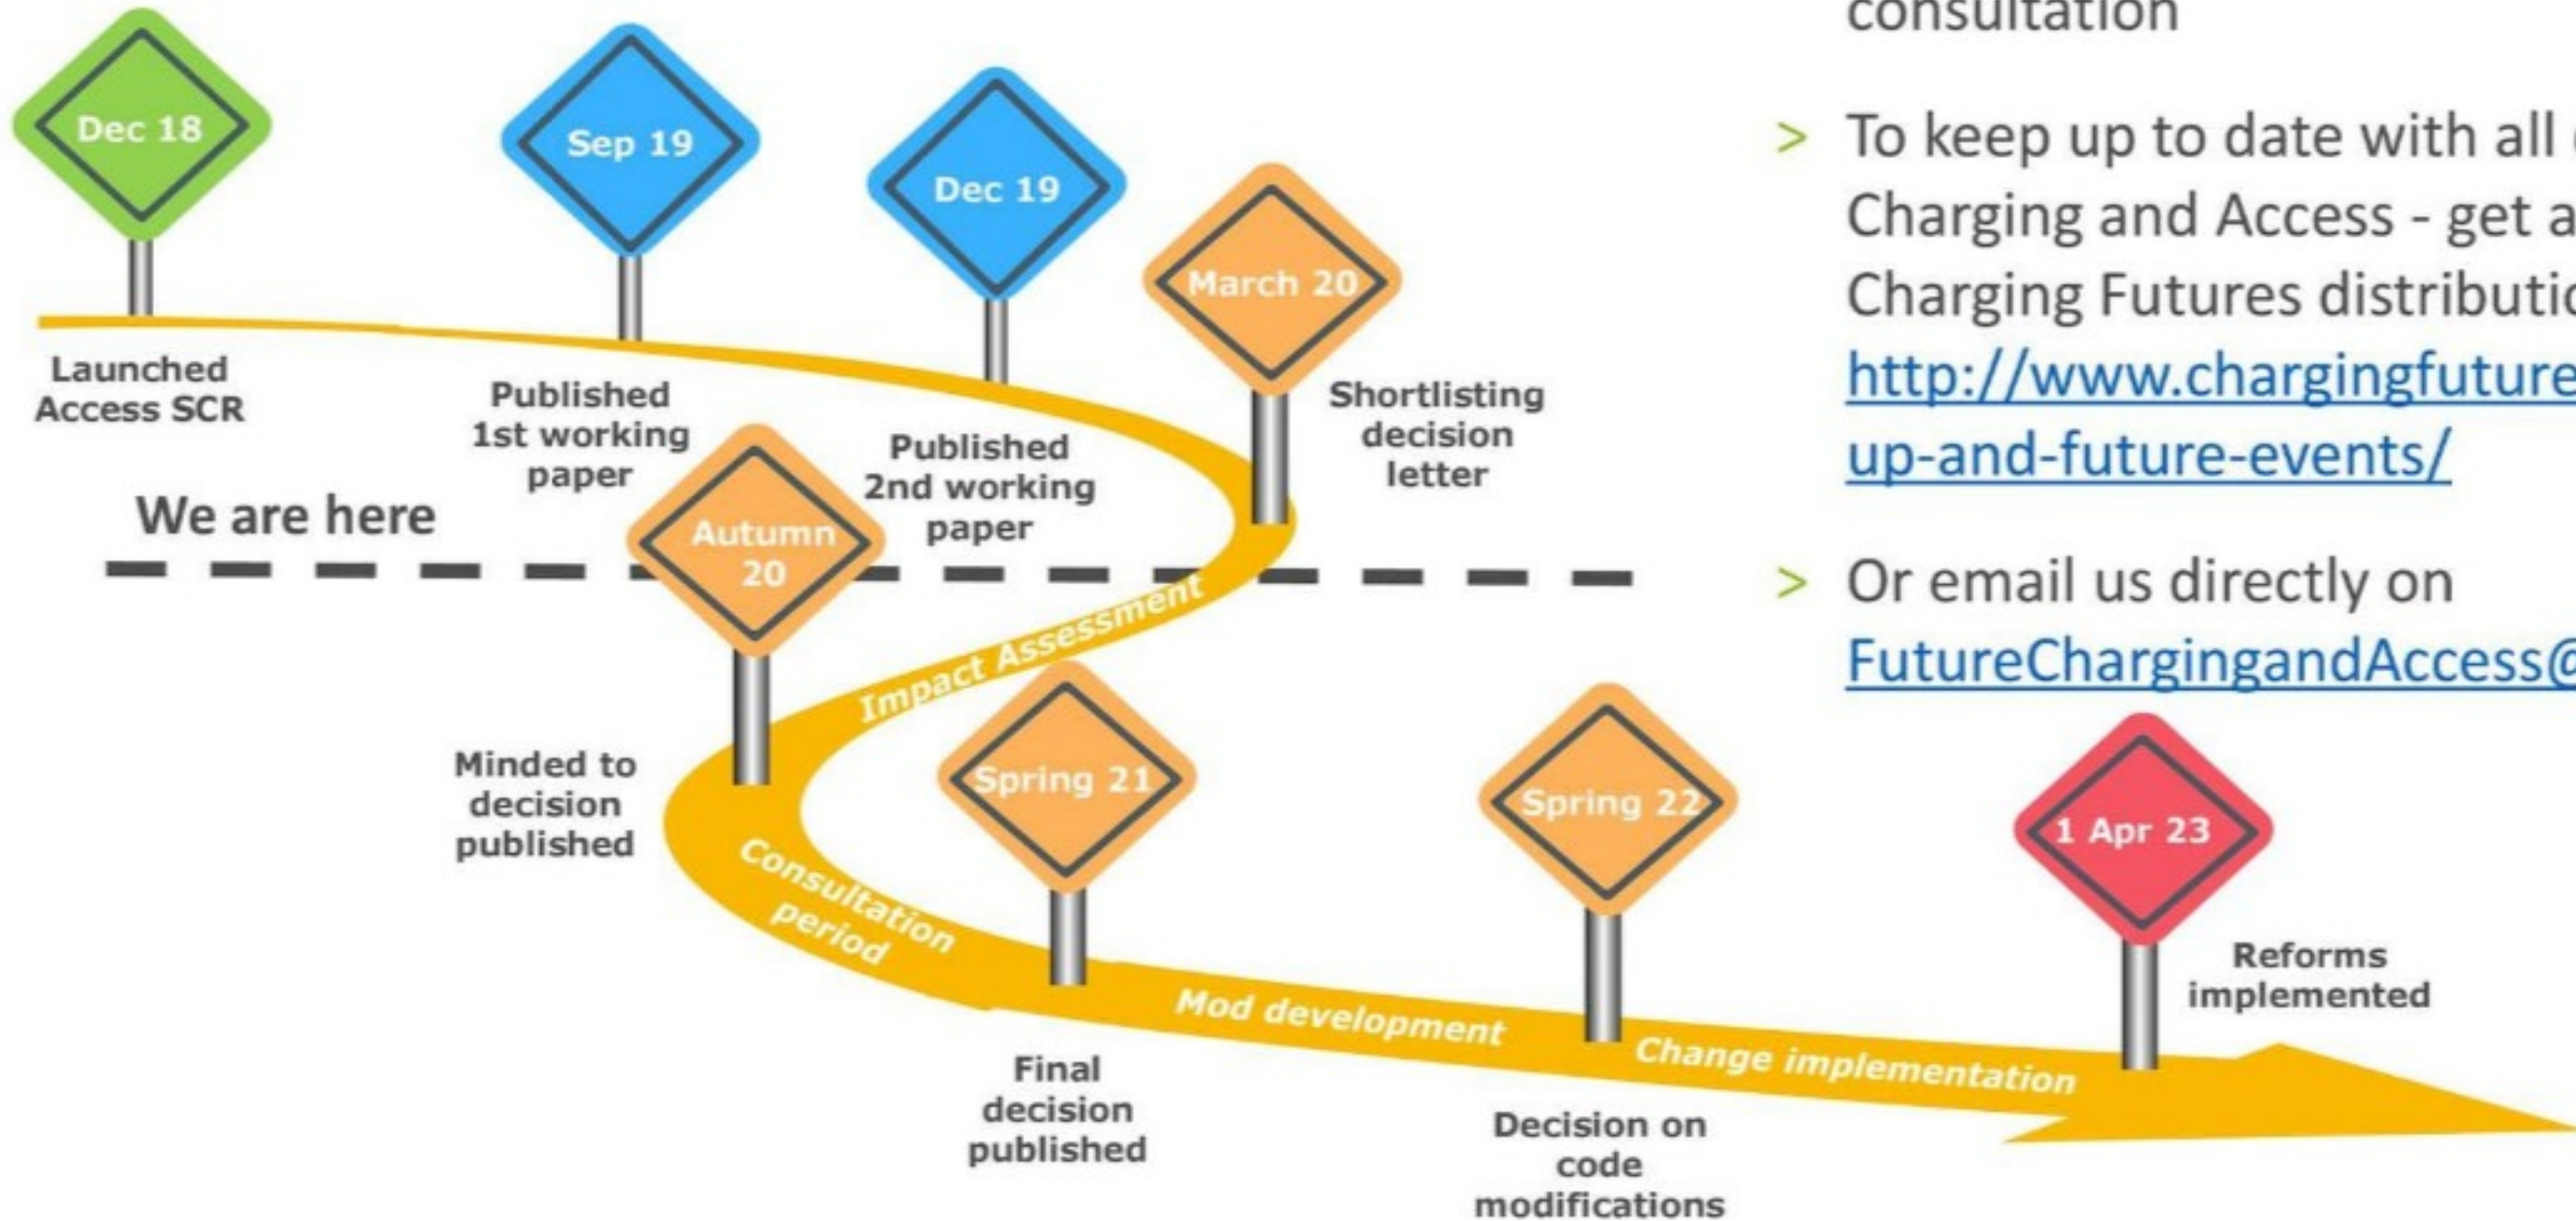 Dec 18
Sep 19
Dec 19
March 20
Launched
Access SCR
Published
1st working
paper
Published
2nd working
paper
Shortlisting
decision
letter
We are here
Autumn
20
Impact Assessment
Minded to
decision
published
Spring 21
Spring 22
1 Apr 23
Consultation
period
Mod development
Change implementation
Reforms
implemented
Final
decision
published
Decision on
code
modifications
consultation
> To keep up to date with all
Charging and Access - get
Charging Futures
http://www.chargingfuture
up-and-future-events/
> Or email us directly on
FutureChargingandAccess@